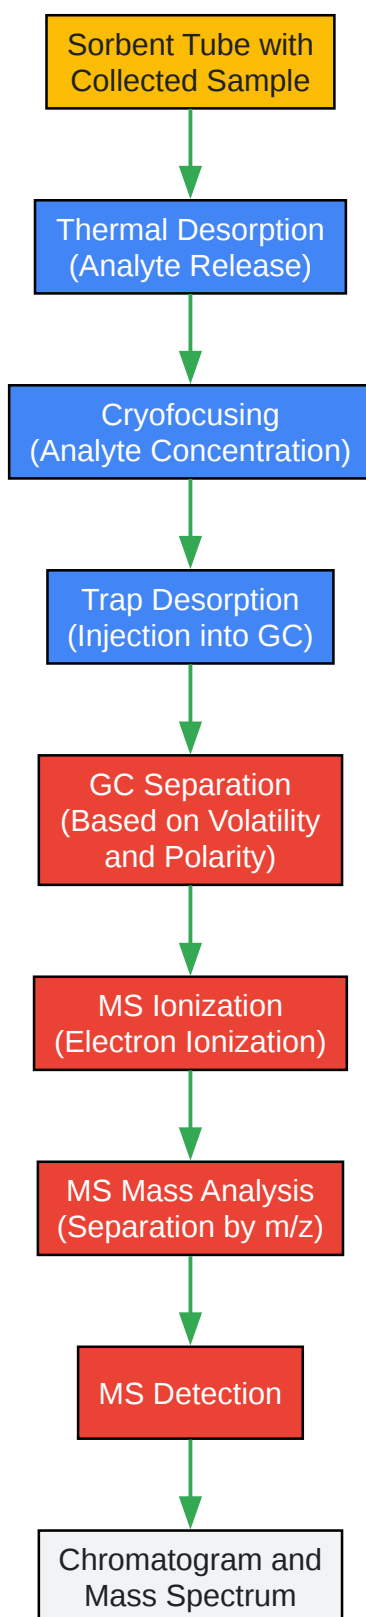 Sorbent Tube with
Collected Sample
Thermal Desorption
(Analyte Release)
Cryofocusing
(Analyte Concentration)
Trap Desorption
(Injection into GC)
GC Separation
(Based on Volatility
and Polarity)
MS Ionization
(Electron Ionization)
MS Mass Analysis
(Separation by m/z)
MS Detection
Chromatogram and
Mass Spectrum